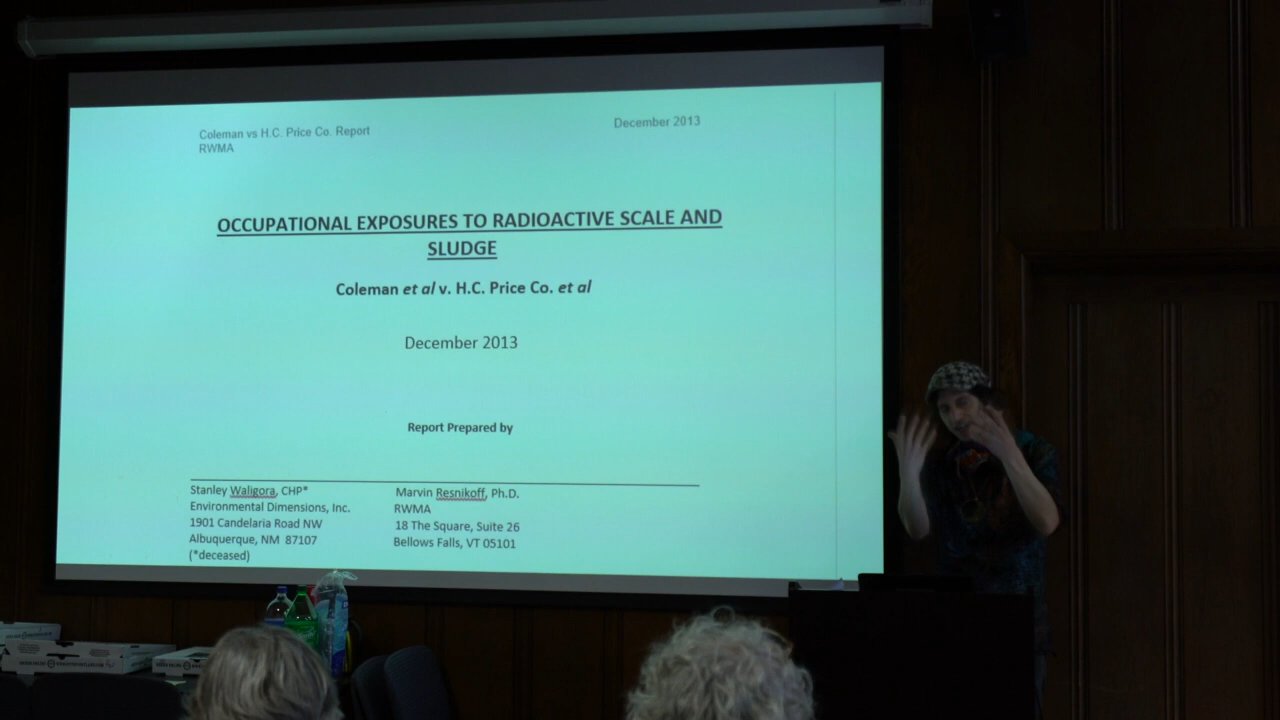 Coleman vs H.C. Price Co. Report
December 2013
RWMA
OCCUPATIONAL EXPOSURES TO RADIOACTIVE SCALE AND
SLUDGE
Coleman et al v. H.C. Price Co. et al
December 2013
Report Prepared by
Stanley Waligora, CHP*
Environmental Dimensions, Inc.
1901 Candelaria Road NW
Albuquerque, NM 87107
(*deceased)
Marvin Resnikoff, Ph.D.
RWMA
18 The Square, Suite 26
Bellows Falls, VT 05101